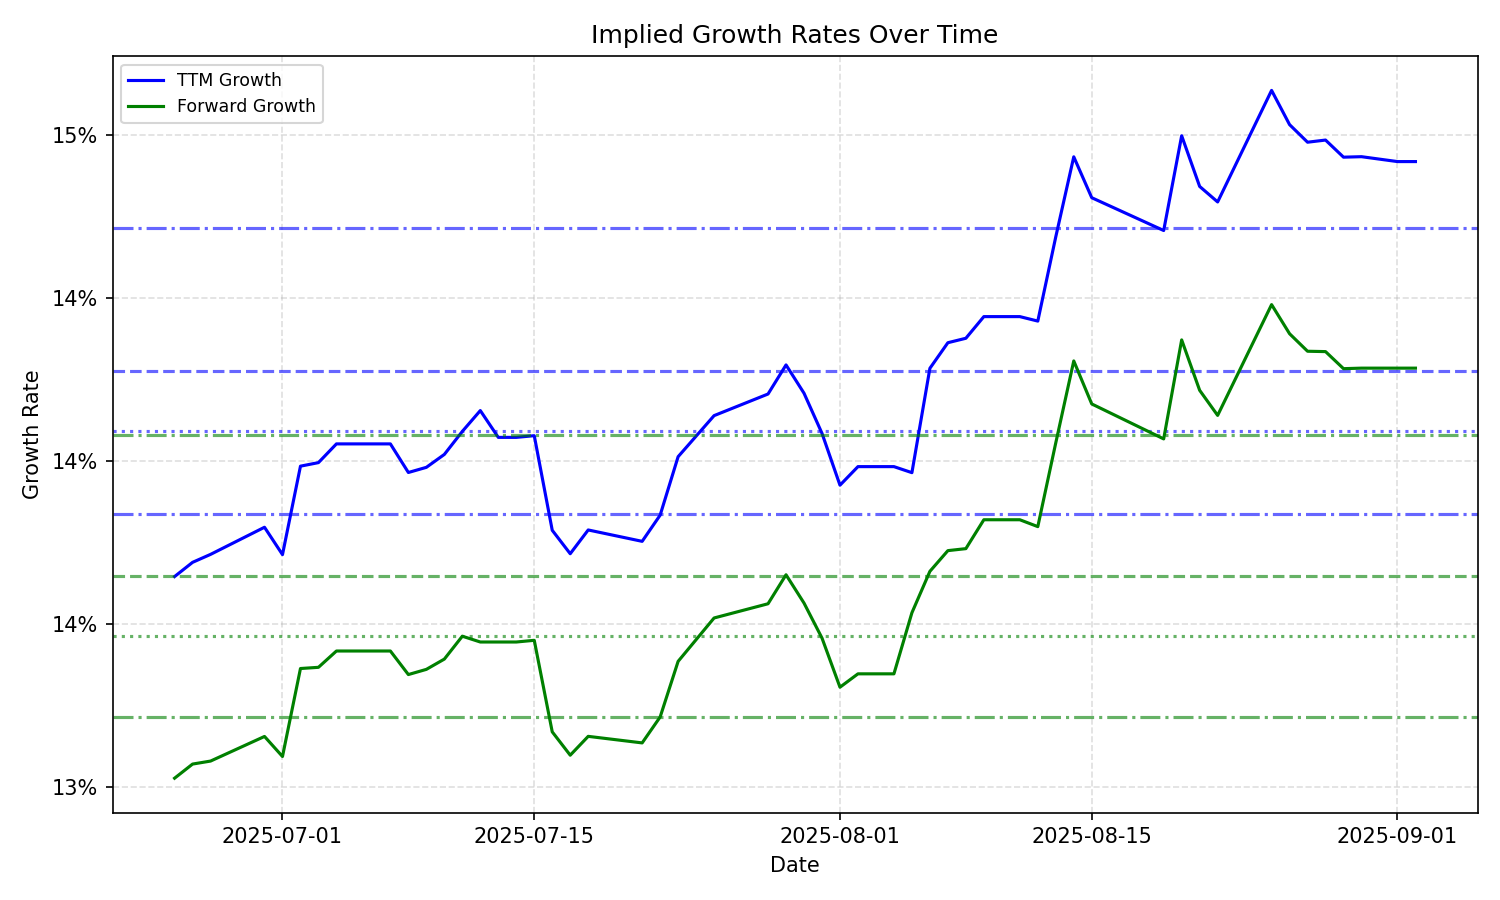 Implied Growth Rates Over Time
TTM Growth
Forward Growth
15%
14%
14%
14%
13%
Growth Rate
2025-07-01
2025-07-15
2025-08-01
2025-08-15
2025-09-01
Date